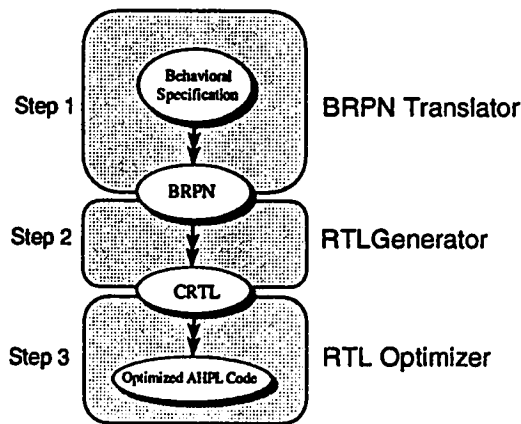 Behavioral
Specification
Step 1
BRPN Translator
BRPN
Step 2
RTLGenerator
CRTL
Step 3
RTL Optimizer
Optimized AHPL Code